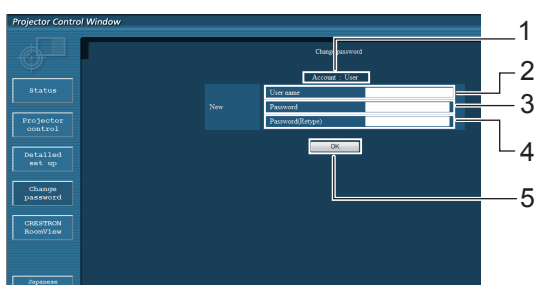 Projector Control Window
Change password
Account : User
Status
Projector
control
Detailed
set up
Change
password
CRESTRON
RoomView
Japanese
New
User name
Password
Password(Retype)
OK
1
2
3
4
5